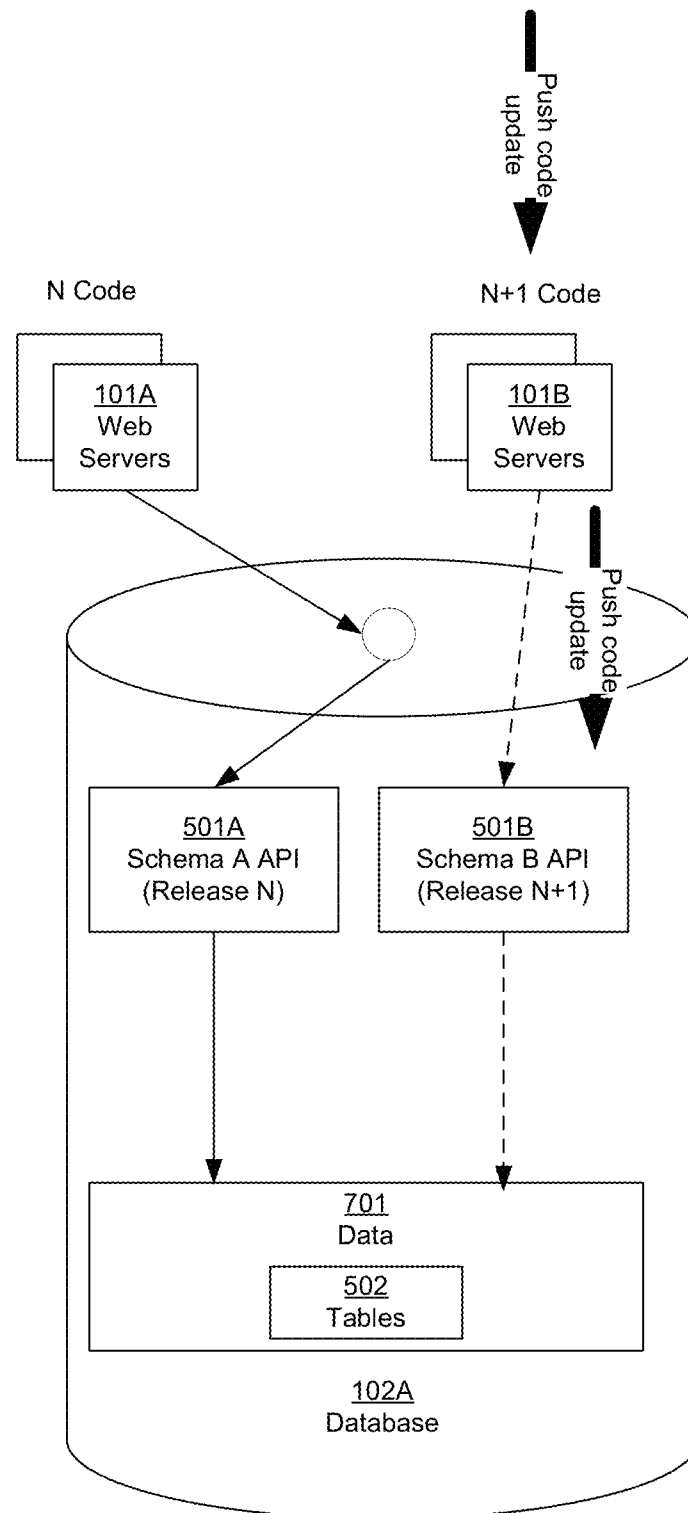 Push code
update
N Code
N+1 Code
101A
Web
Servers
101B
Web
Servers
Push code
update
501A
Schema A API
(Release N)
501B
Schema B API
(Release N+1)
701
Data
502
Tables
102A
Database